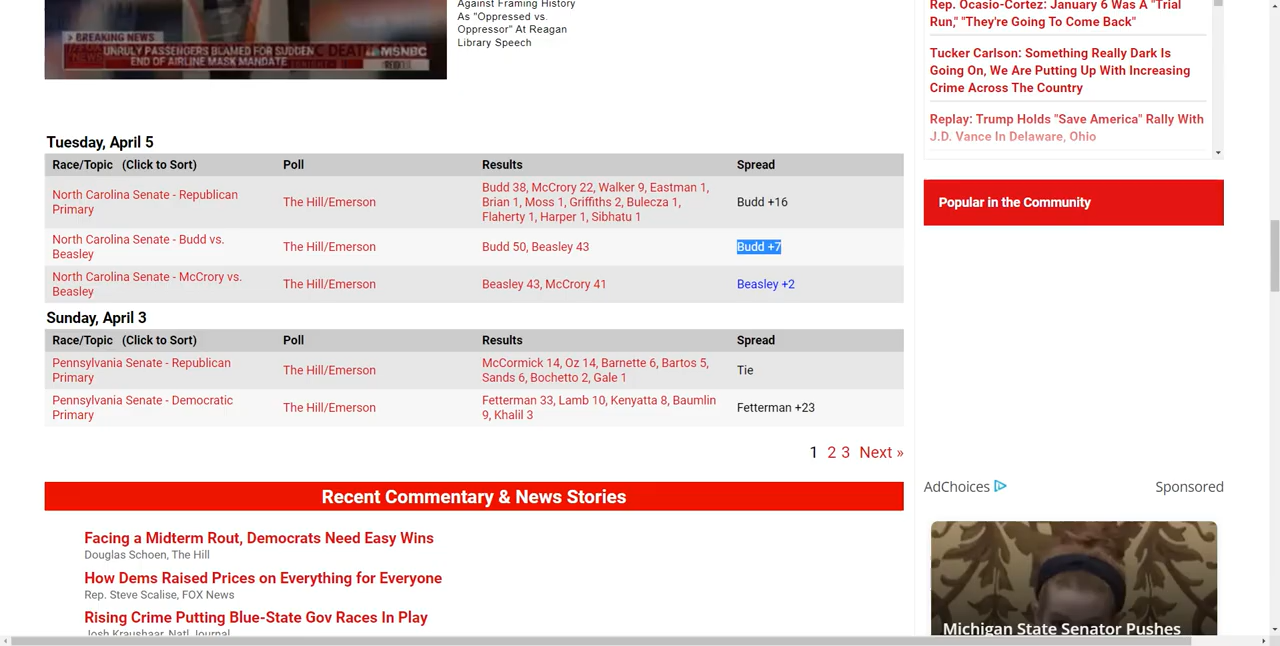 Against Framing History
As "Oppressed vs.
Oppressor" At Reagan
Library Speech
BREAKING NEWS
UNRULY PASSENGERS BLAMED FOR SUDDEN
END OF AIRLINE MASK MANDATE
MSNBC
Rep. Ocasio-Cortez: January 6 Was A "Trial
Run," "They're Going To Come Back"
Tucker Carlson: Something Really Dark Is
Going On, We Are Putting Up With Increasing
Crime Across The Country
Replay: Trump Holds "Save America" Rally With
J.D. Vance In Delaware, Ohio
Popular in the Community
Tuesday, April 5
Race/Topic (Click to Sort) Poll Results Spread
North Carolina Senate - Republican
Primary
The Hill/Emerson
Budd 38, McCrory 22, Walker 9, Eastman 1,
Brian 1, Moss 1, Griffiths 2, Bulecza 1,
Flaherty 1, Harper 1, Sibhatu 1
Budd +16
North Carolina Senate - Budd vs.
Beasley
The Hill/Emerson
Budd 50, Beasley 43
Budd +7
North Carolina Senate - McCrory vs.
Beasley
The Hill/Emerson
Beasley 43, McCrory 41
Beasley +2
Sunday, April 3
Race/Topic (Click to Sort) Poll Results Spread
Pennsylvania Senate - Republican
Primary
The Hill/Emerson
McCormick 14, Oz 14, Barnette 6, Bartos 5,
Sands 6, Bochetto 2, Gale 1
Tie
Pennsylvania Senate - Democratic
Primary
The Hill/Emerson
Fetterman 33, Lamb 10, Kenyatta 8, Baumlin
9, Khalil 3
Fetterman +23
1 2 3 Next »
Recent Commentary & News Stories
Facing a Midterm Rout, Democrats Need Easy Wins
Douglas Schoen, The Hill
How Dems Raised Prices on Everything for Everyone
Rep. Steve Scalise, FOX News
Rising Crime Putting Blue-State Gov Races In Play
Josh Kraushaar, Natl Journal
AdChoices Sponsored
Michigan State Senator Pushes